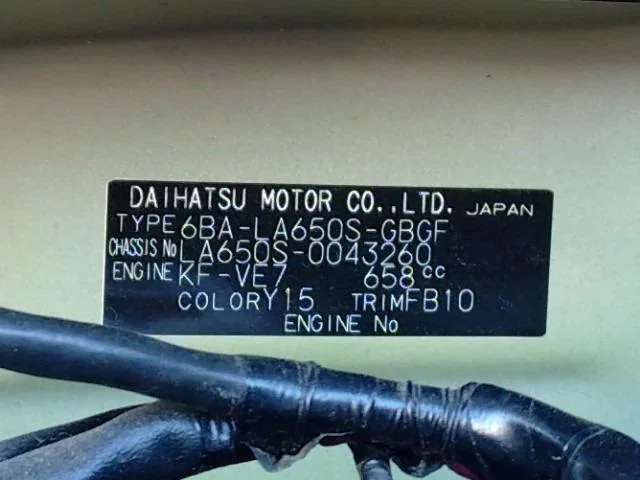 DAIHATSU MOTOR CO.,LTD. JAPAN
TYPE 6BA-LA650S-GBGF
CHASSIS No LA650S-0043260
ENGINE KF-VE7 658cc
COLOR Y15 TRIM FB10
ENGINE No